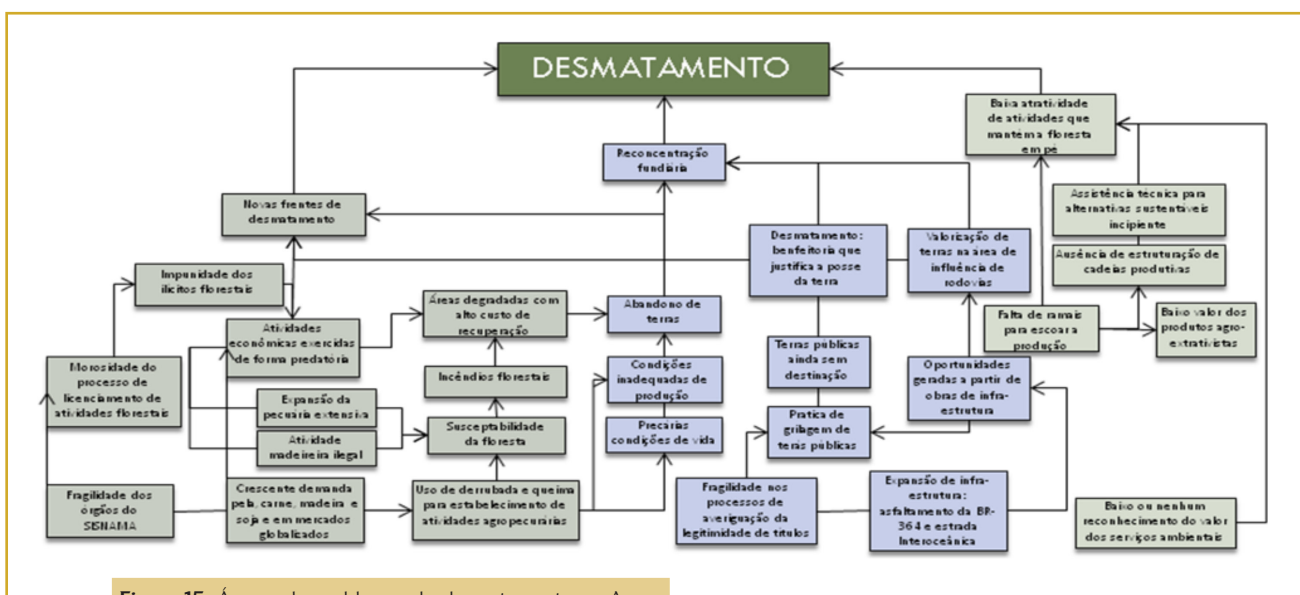 DESMATAMENTO
Baixa atratividade
de atividades que
mantém a floresta
em pé
Reconcentração
fundiária
Novas frentes de
desmatamento
Assistência técnica para
alternativas sustentáveis
incipiente
Desmatamento:
benfeitoria que
justifica a posse
da terra
Valorização de
terras na área de
influência de
rodovias
Ausência de estruturação de
cadeias produtivas
Impunidade dos
ilícitos florestais
Áreas degradadas com
alto custo de
recuperação
Abandono de
terras
Falta de ramais
para escoar a
produção
Baixo valor dos
produtos agro-
extrativistas
Atividades
econômicas exercidas
de forma predatória
Morosidade do
processo de
licenciamento de
atividades florestais
Incêndios florestais
Condições
inadequadas de
produção
Terras públicas
ainda sem
destinação
Oportunidades
geradas a partir de
obras de infra-
estrutura
Expansão da
pecuária extensiva
Atividade
madeireira ilegal
Susceptabilidade
da floresta
Precárias
condições de vida
Pratica de
grilagem de
terás públicas
Fragilidade dos
órgãos do
SISNAMA
Crescente demanda
pela, carne, madeira e
soja e em mercados
globalizados
Uso de derrubada e queima
para estabelecimento de
atividades agropecurárias
Fragilidade nos
processos de
averiguação da
legitimidade de títulos
Expansão de infra-
estrutura:
asfaltamento da BR-
364 e estrada
Interoceânica
Baixo ou nenhum
reconhecimento do valor
dos serviços ambientais